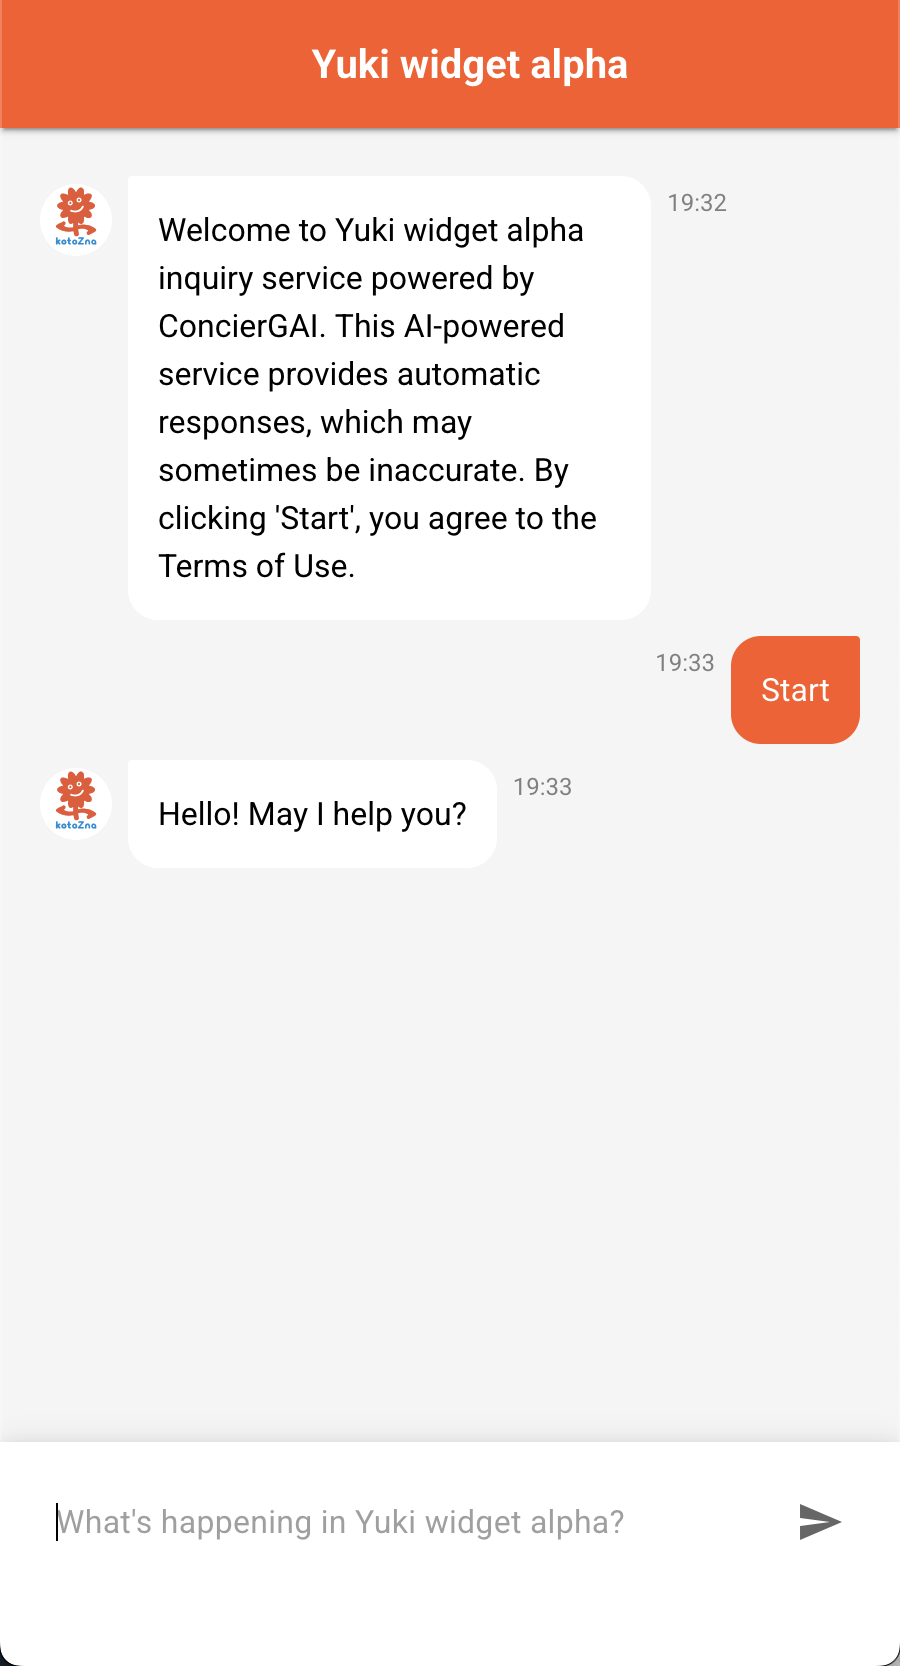 Yuki widget alpha
19:32
Welcome to Yuki widget alpha
inquiry service powered by
ConcierGAI. This AI-powered
service provides automatic
responses, which may
sometimes be inaccurate. By
clicking 'Start', you agree to the
Terms of Use.
kotoZna
19:33
Start
kotoZna
Hello! May I help you?
19:33
What's happening in Yuki widget alpha?